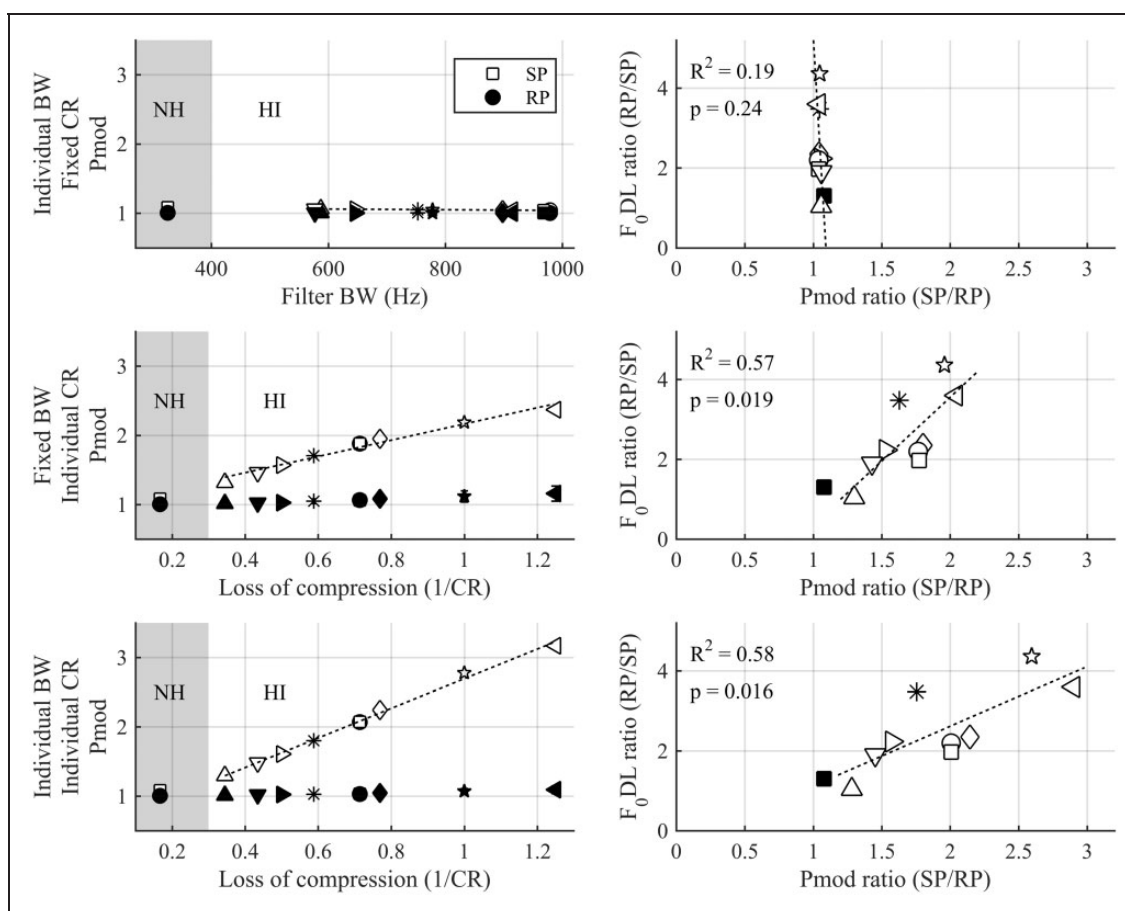 Individual BW
Fixed CR
Pmod
3
2
1
NH
HI
SP
RP
400
600
800
1000
Filter BW (Hz)
F0DL ratio (RP/SP)
4
2
0
R² = 0.19
p = 0.24
0
0.5
1
1.5
2
2.5
3
Pmod ratio (SP/RP)
Fixed BW
Individual CR
Pmod
3
2
1
NH
HI
0.2
0.4
0.6
0.8
1
1.2
Loss of compression (1/CR)
F0DL ratio (RP/SP)
4
2
0
R² = 0.57
p = 0.019
0
0.5
1
1.5
2
2.5
3
Pmod ratio (SP/RP)
Individual BW
Individual CR
Pmod
3
2
1
NH
HI
0.2
0.4
0.6
0.8
1
1.2
Loss of compression (1/CR)
F0DL ratio (RP/SP)
4
2
0
R² = 0.58
p = 0.016
0
0.5
1
1.5
2
2.5
3
Pmod ratio (SP/RP)